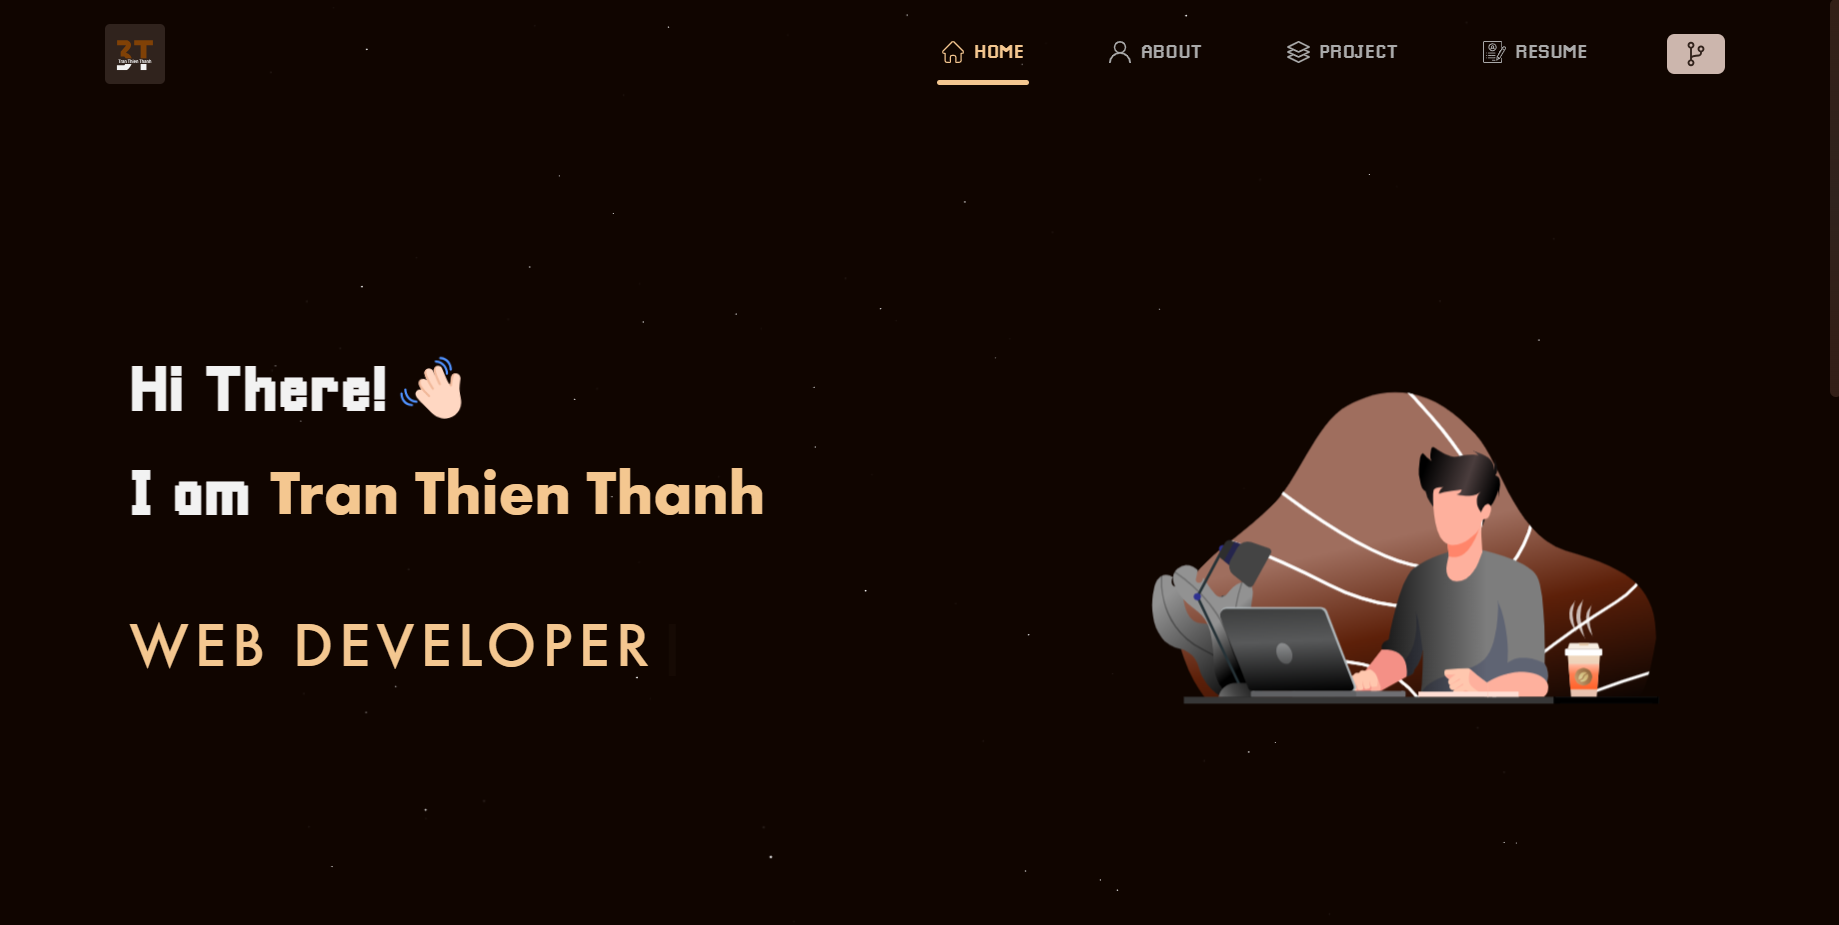 3T
Tran Thien Thanh
HOME
ABOUT
PROJECT
RESUME
Hi There!
I am Tran Thien Thanh
WEB DEVELOPER